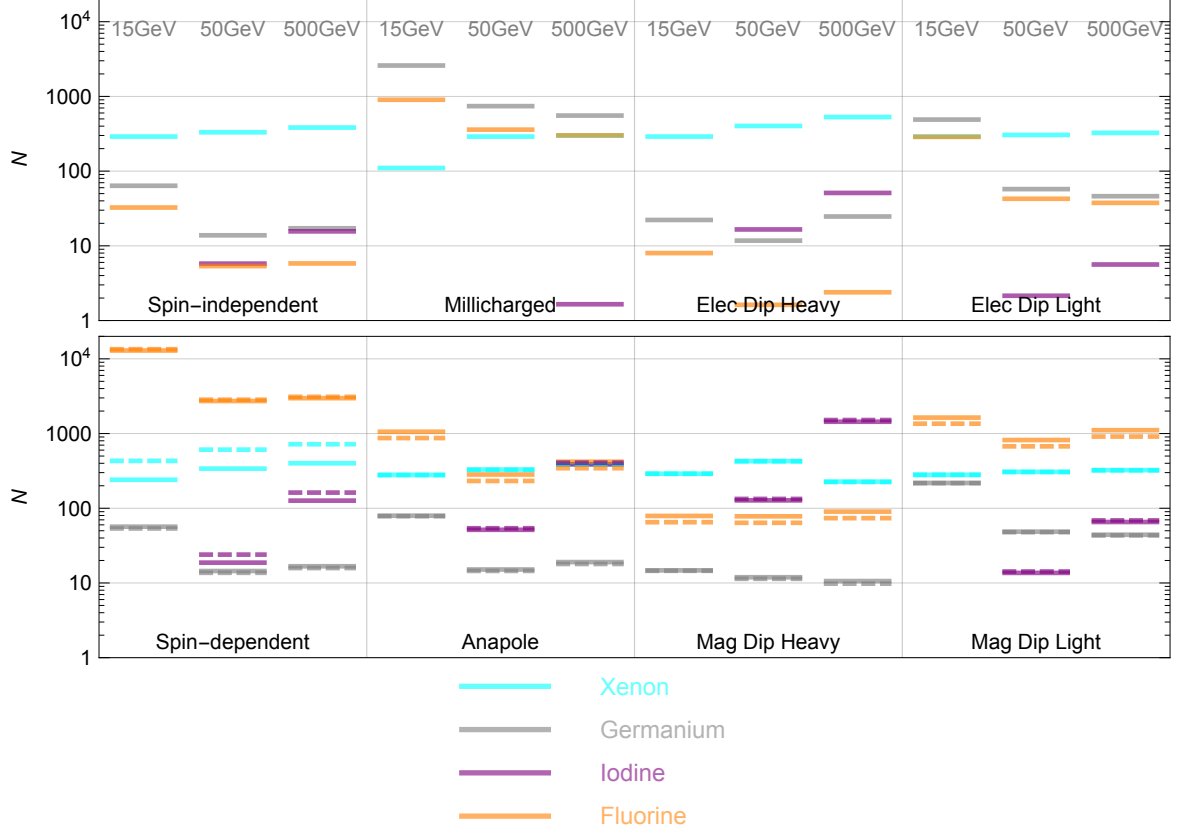 10^4
1000
100
10
1
N
15GeV 50GeV 500GeV 15GeV 50GeV 500GeV 15GeV 50GeV 500GeV 15GeV 50GeV 500GeV
Spin−independent Millicharged Elec Dip Heavy Elec Dip Light
10^4
1000
100
10
1
N
Spin−dependent Anapole Mag Dip Heavy Mag Dip Light
Xenon
Germanium
Iodine
Fluorine